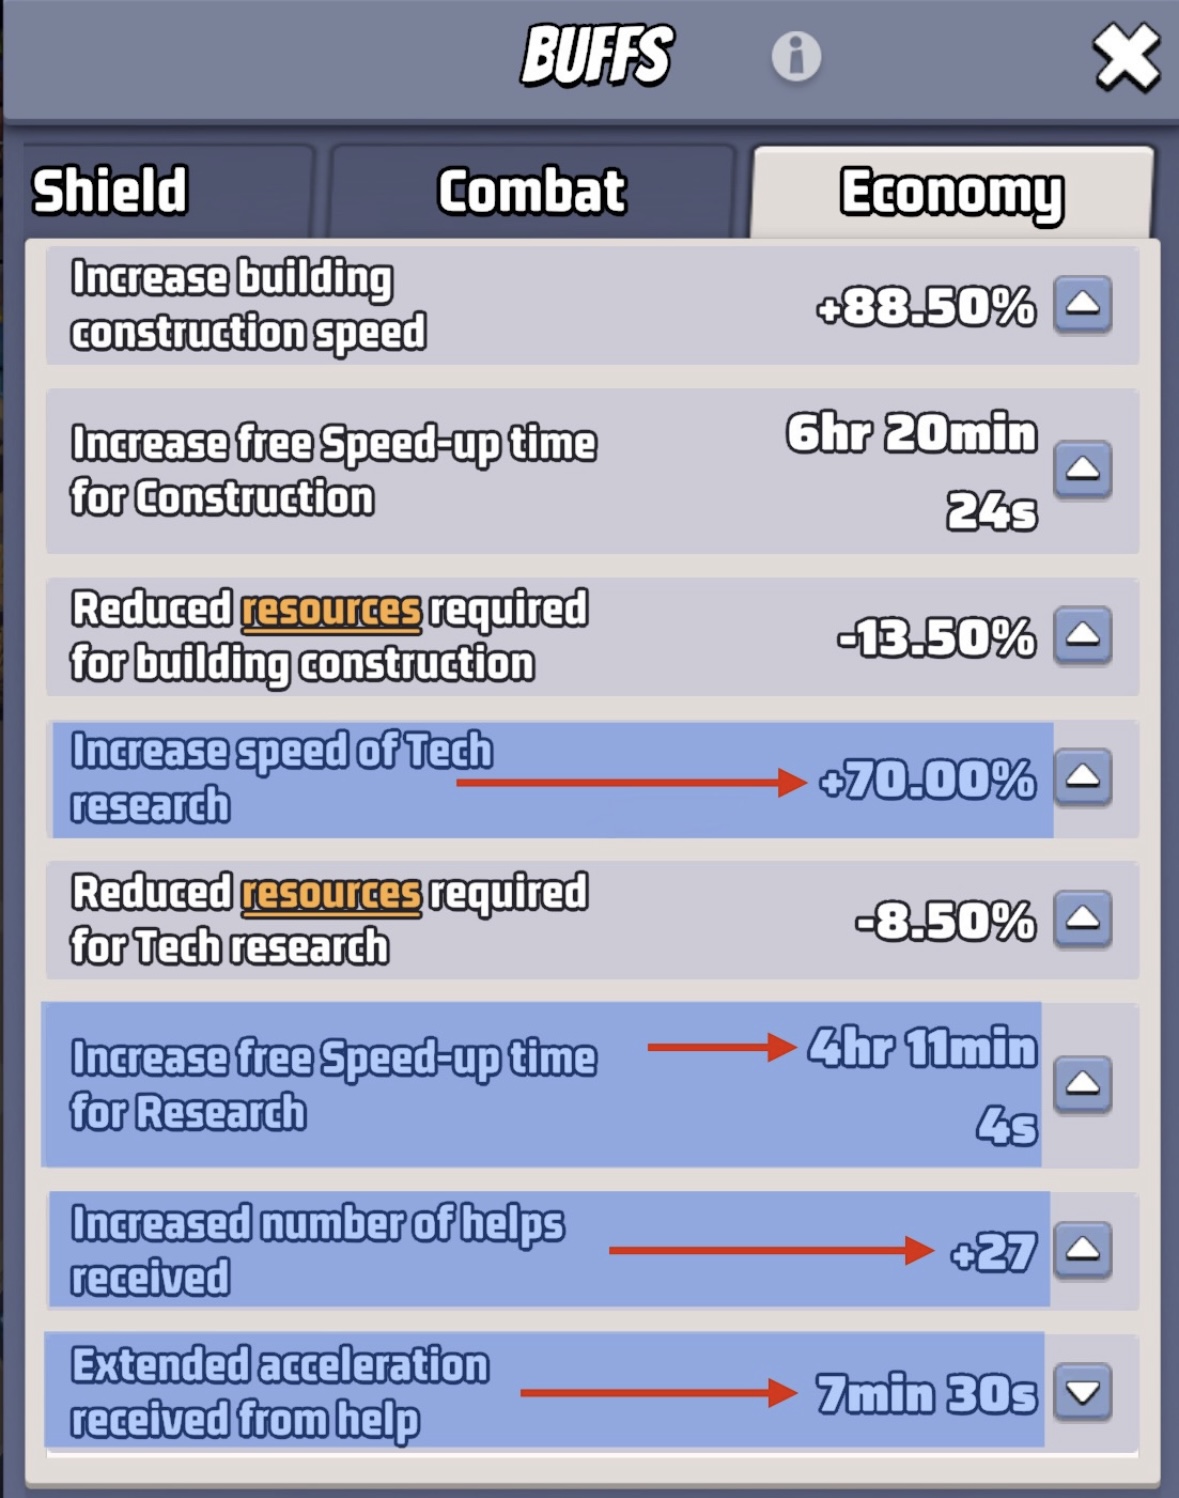 BUFFS
Shield
Combat
Economy
Increase building
construction speed
+88.50%
Increase free Speed-up time
for Construction
6hr 20min
24s
Reduced resources required
for building construction
-13.50%
Increase speed of Tech
research
+70.00%
Reduced resources required
for Tech research
-8.50%
Increase free Speed-up time
for Research
4hr 11min
4s
Increased number of helps
received
+27
Extended acceleration
received from help
7min 30s